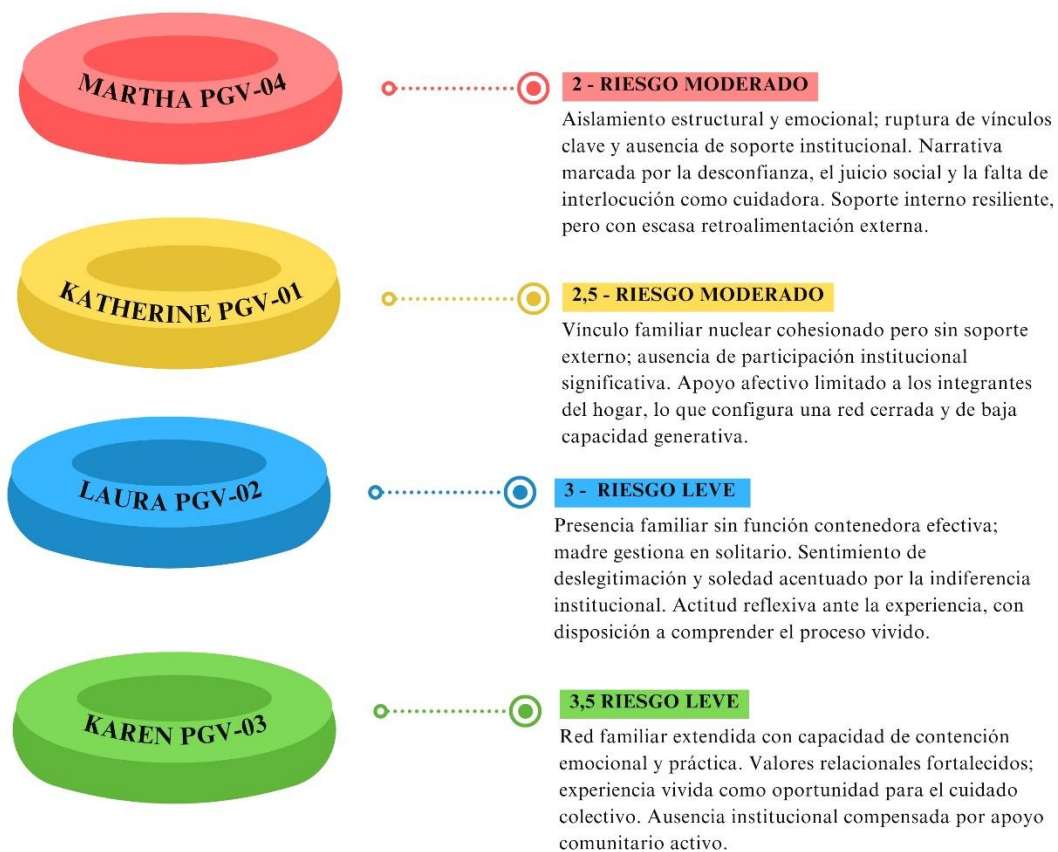 MARTHA PGV-04
2 - RIESGO MODERADO
Aislamiento estructural y emocional; ruptura de vínculos
clave y ausencia de soporte institucional. Narrativa
marcada por la desconfianza, el juicio social y la falta de
interlocución como cuidadora. Soporte interno resiliente,
pero con escasa retroalimentación externa.
KATHERINE PGV-01
2,5 - RIESGO MODERADO
Vínculo familiar nuclear cohesionado pero sin soporte
externo; ausencia de participación institucional
significativa. Apoyo afectivo limitado a los integrantes
del hogar, lo que configura una red cerrada y de baja
capacidad generativa.
LAURA PGV-02
3 - RIESGO LEVE
Presencia familiar sin función contenedora efectiva;
madre gestiona en solitario. Sentimiento de
deslegitimación y soledad acentuado por la indiferencia
institucional. Actitud reflexiva ante la experiencia, con
disposición a comprender el proceso vivido.
KAREN PGV-03
3,5 RIESGO LEVE
Red familiar extendida con capacidad de contención
emocional y práctica. Valores relacionales fortalecidos;
experiencia vivida como oportunidad para el cuidado
colectivo. Ausencia institucional compensada por apoyo
comunitario activo.